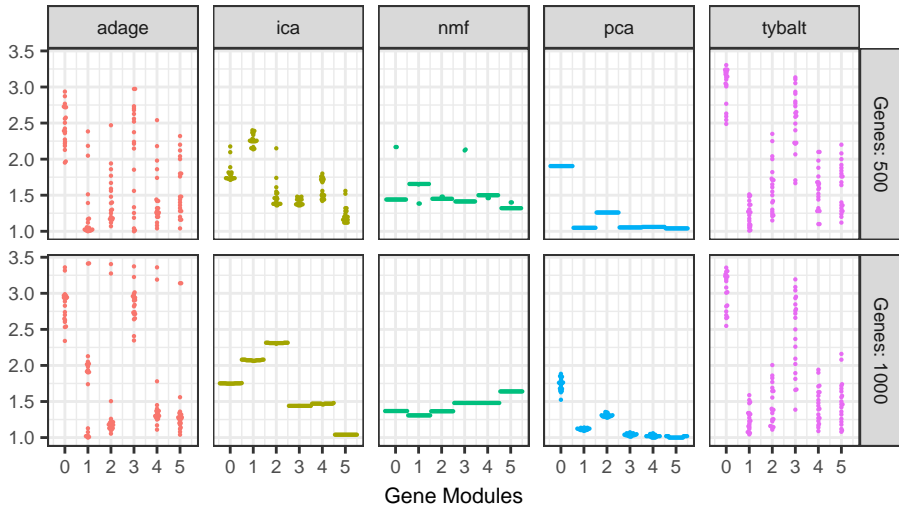 adage ica nmf pca tybalt
3.5
3.0
2.5
2.0
1.5
1.0
Genes: 500
3.5
3.0
2.5
2.0
1.5
1.0
Genes: 1000
0 1 2 3 4 5 0 1 2 3 4 5 0 1 2 3 4 5 0 1 2 3 4 5 0 1 2 3 4 5
Gene Modules